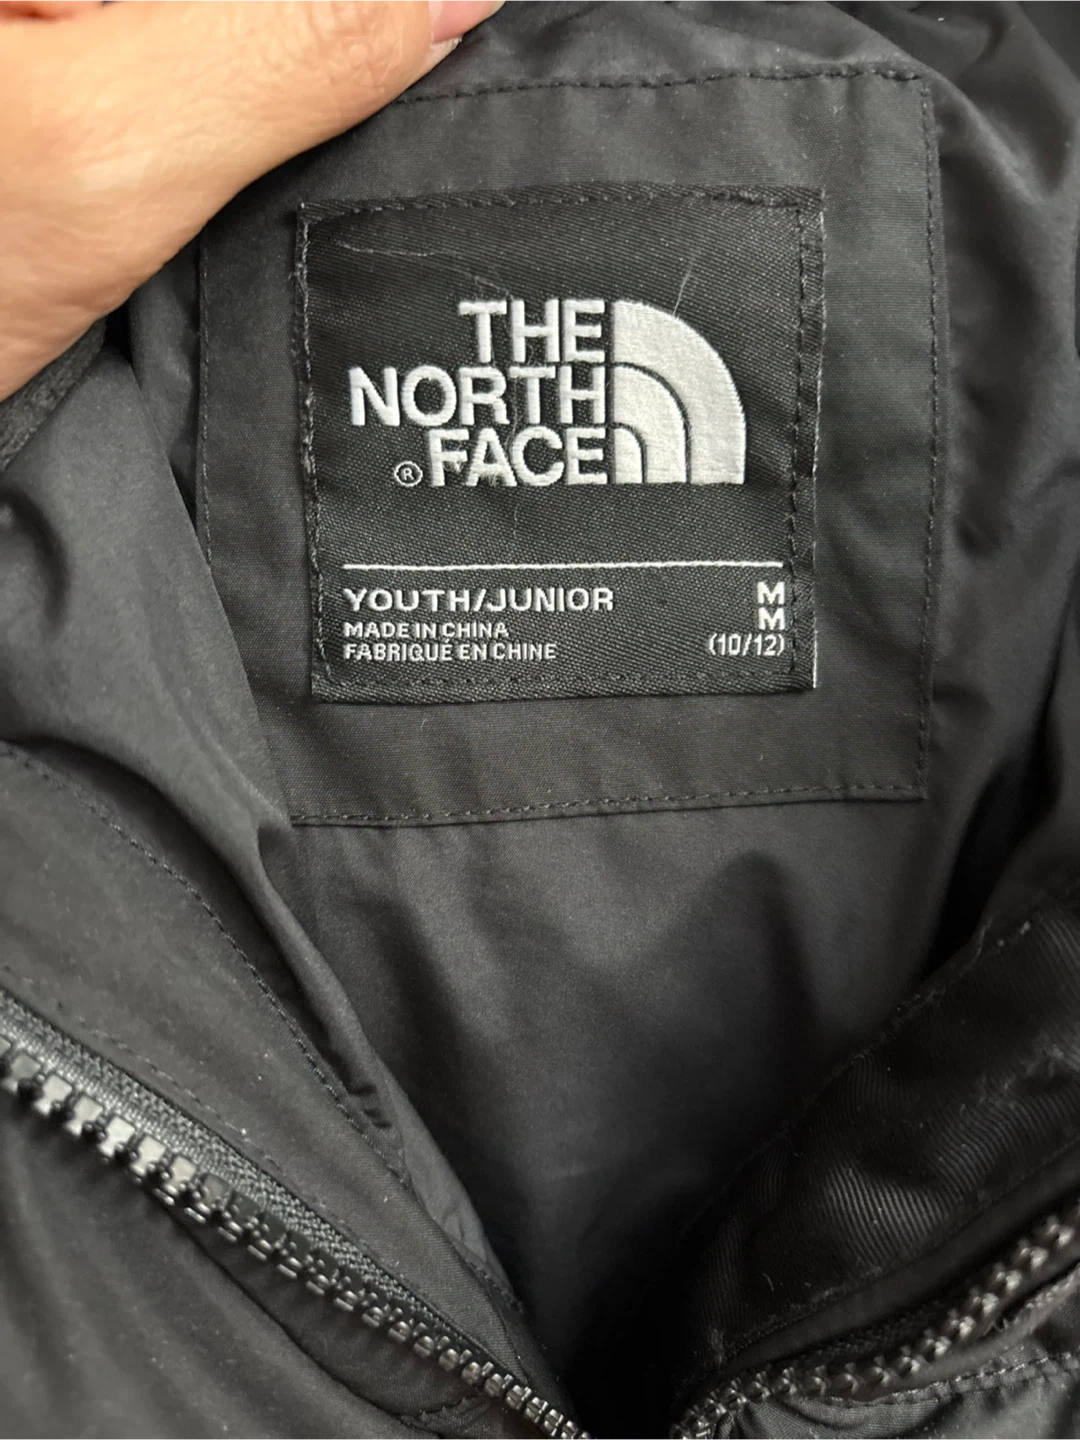 THE
NORTH
® FACE
YOUTH/JUNIOR M
MADE IN CHINA M
FABRIQUÉ EN CHINE (10/12)